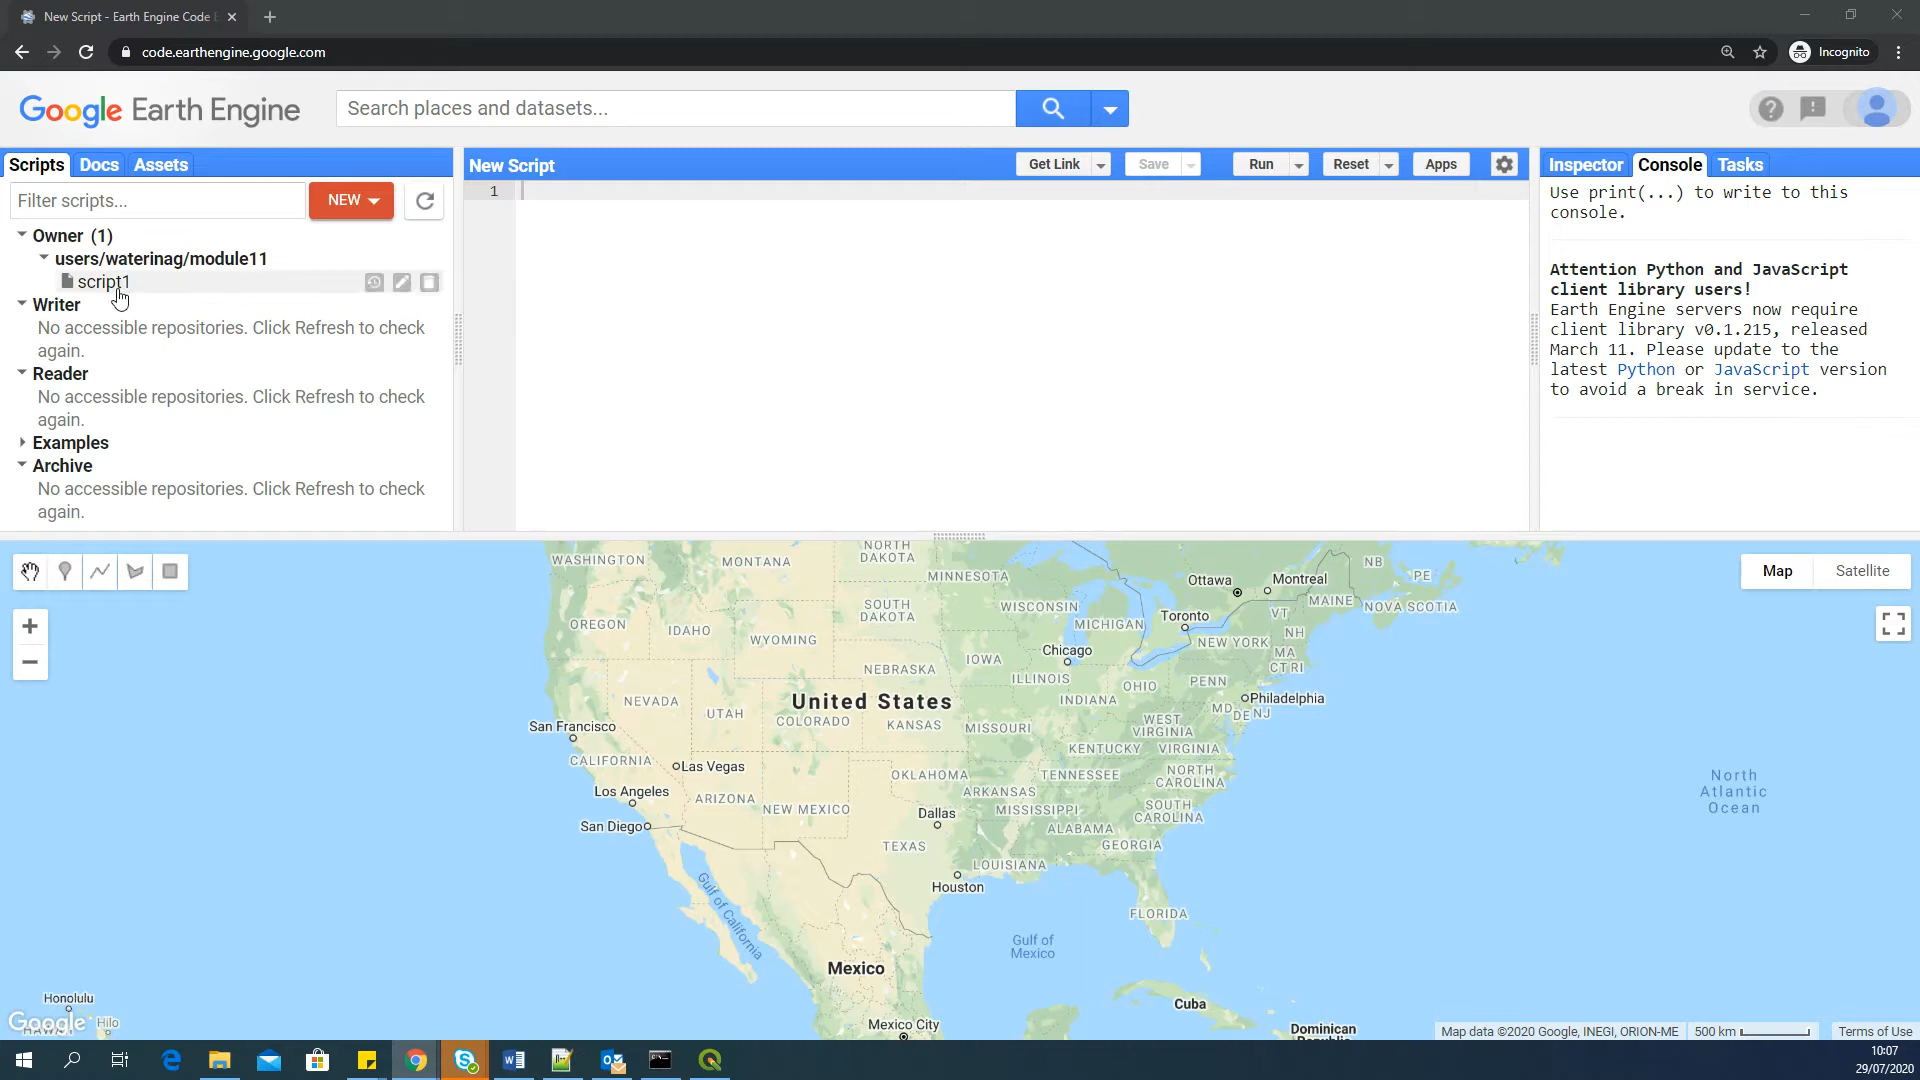 New Script - Earth Engine Code E
code.earthengine.google.com
Incognito
Google Earth Engine
Search places and datasets...
Scripts Docs Assets
Filter scripts...
NEW
Owner (1)
users/waterinag/module11
script1
Writer
No accessible repositories. Click Refresh to check
again.
Reader
No accessible repositories. Click Refresh to check
again.
Examples
Archive
No accessible repositories. Click Refresh to check
again.
New Script
Get Link
Save
Run
Reset
Apps
1
Inspector Console Tasks
Use print(...) to write to this
console.
Attention Python and JavaScript
client library users!
Earth Engine servers now require
client library v0.1.215, released
March 11. Please update to the
latest Python or JavaScript version
to avoid a break in service.
Map
Satellite
WASHINGTON
MONTANA
NORTH
DAKOTA
MINNESOTA
Ottawa
Montreal
NB
PE
MAINE
NOVA SCOTIA
OREGON
IDAHO
WYOMING
SOUTH
DAKOTA
WISCONSIN
MICHIGAN
Toronto
VT
NH
NEW YORK
MA
CT RI
NEBRASKA
IOWA
Chicago
ILLINOIS
INDIANA
OHIO
PENN
Philadelphia
MD
DE NJ
NEVADA
UTAH
COLORADO
United States
KANSAS
MISSOURI
WEST
VIRGINIA
KENTUCKY
VIRGINIA
San Francisco
CALIFORNIA
Las Vegas
Los Angeles
San Diego
ARIZONA
NEW MEXICO
OKLAHOMA
ARKANSAS
TENNESSEE
NORTH
CAROLINA
SOUTH
CAROLINA
MISSISSIPPI
ALABAMA
GEORGIA
Dallas
TEXAS
LOUISIANA
Houston
FLORIDA
Gulf of California
Gulf of
Mexico
North
Atlantic
Ocean
Mexico
Mexico City
Cuba
Dominican
Republic
Honolulu
Hilo
HAWAII
Google
Map data ©2020 Google, INEGI, ORION-ME
500 km
Terms of Use
10:07
29/07/2020